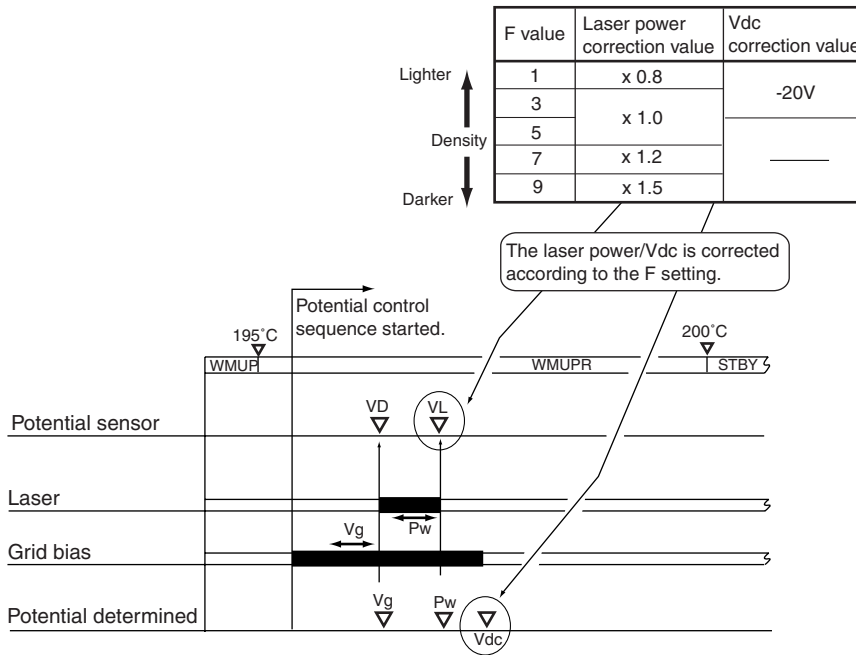 F value
Laser power
correction value
Vdc
correction value
Lighter
Density
Darker
1
x 0.8
-20V
3
x 1.0
5
7
x 1.2
9
x 1.5
The laser power/Vdc is corrected
according to the F setting.
Potential control
sequence started.
195˚C
200˚C
WMUP
WMUPR
STBY
Potential sensor
VD
VL
Laser
Pw
Grid bias
Vg
Potential determined
Vg
Pw
Vdc